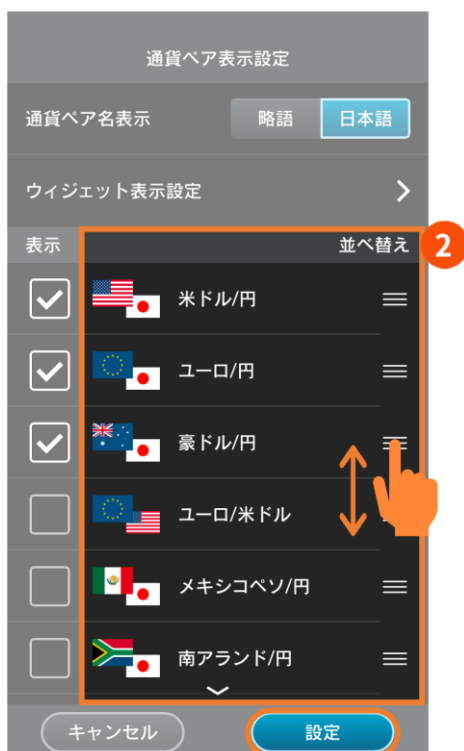 通貨ペア表示設定
通貨ペア名表示 略語 日本語
ウィジェット表示設定
表示 並べ替え 2
米ドル/円
ユーロ/円
豪ドル/円
ユーロ/米ドル
メキシコペソ/円
南アランド/円
キャンセル 設定